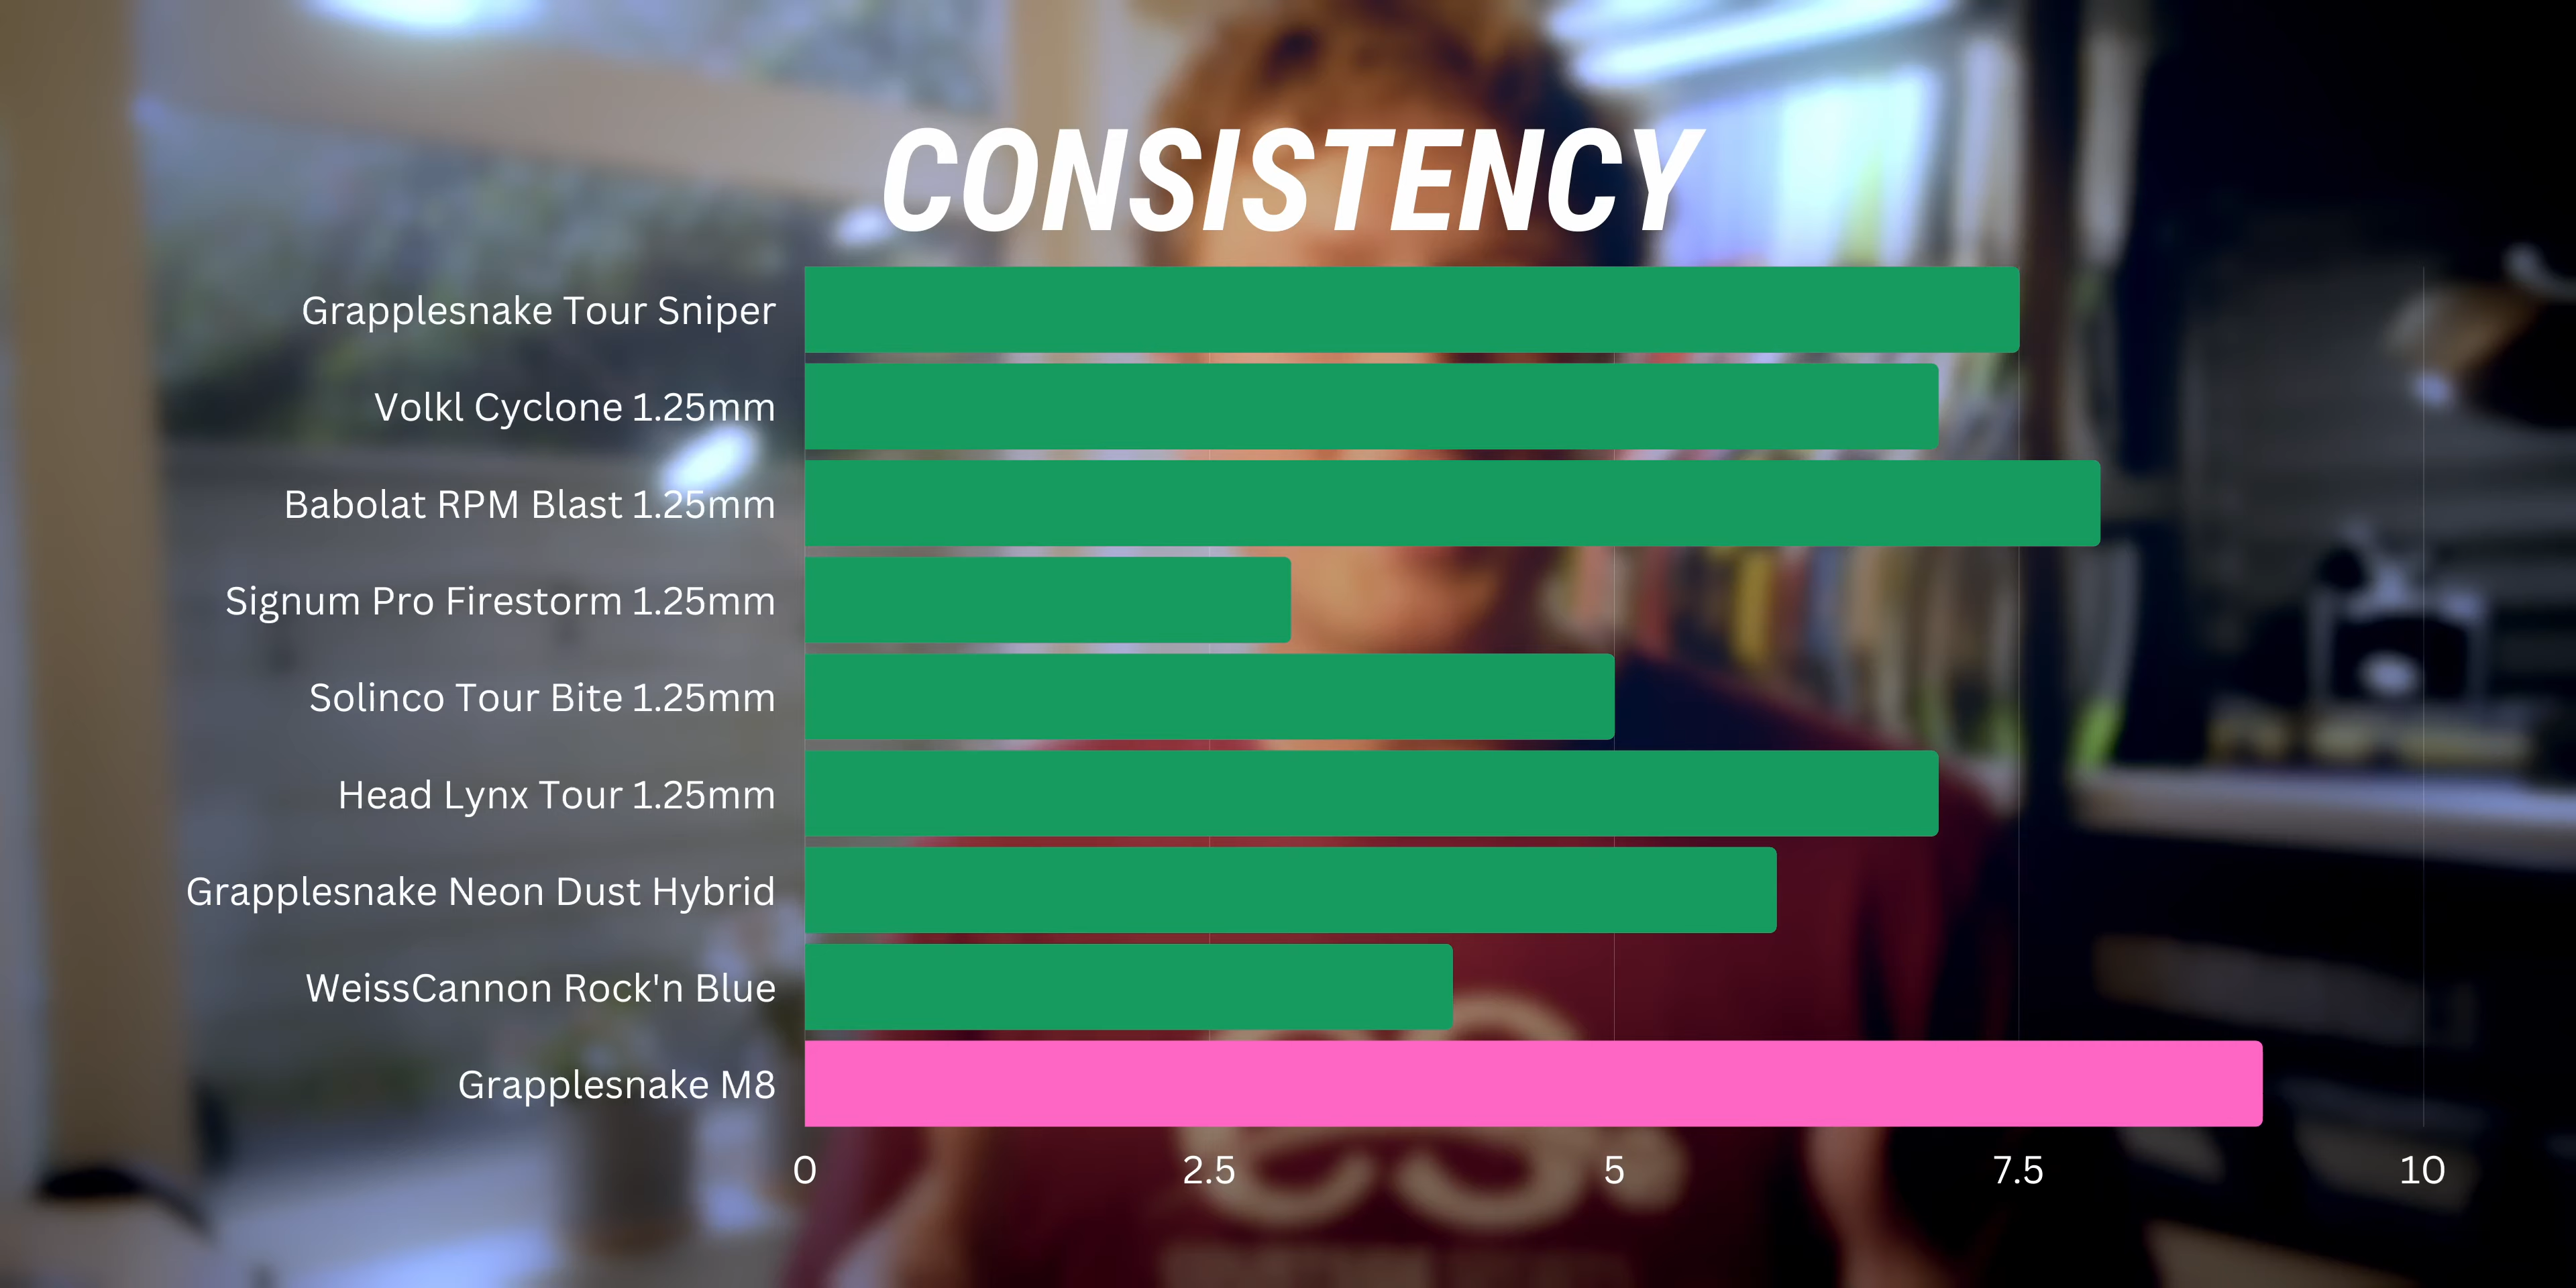 CONSISTENCY
Grapplesnake Tour Sniper
Volkl Cyclone 1.25mm
Babolat RPM Blast 1.25mm
Signum Pro Firestorm 1.25mm
Solinco Tour Bite 1.25mm
Head Lynx Tour 1.25mm
Grapplesnake Neon Dust Hybrid
WeissCannon Rock'n Blue
Grapplesnake M8
0 2.5 5 7.5 10